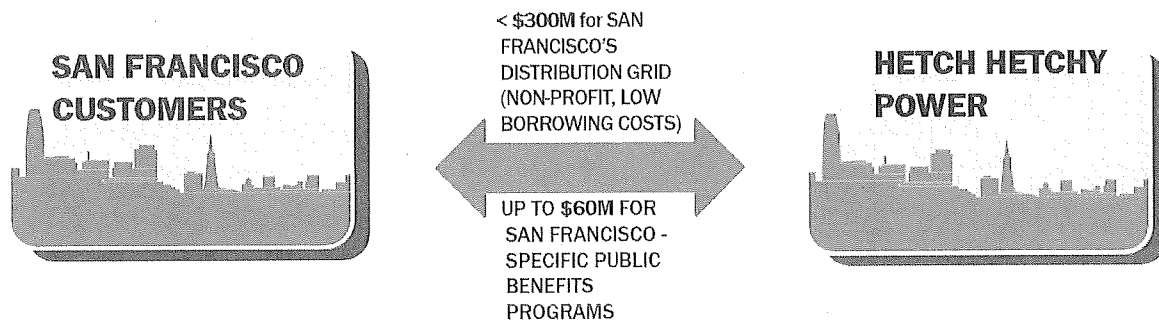 SAN FRANCISCO
CUSTOMERS
< $300M for SAN
FRANCISCO'S
DISTRIBUTION GRID
(NON-PROFIT, LOW
BORROWING COSTS)
UP TO $60M FOR
SAN FRANCISCO -
SPECIFIC PUBLIC
BENEFITS
PROGRAMS
HETCH HETCHY
POWER